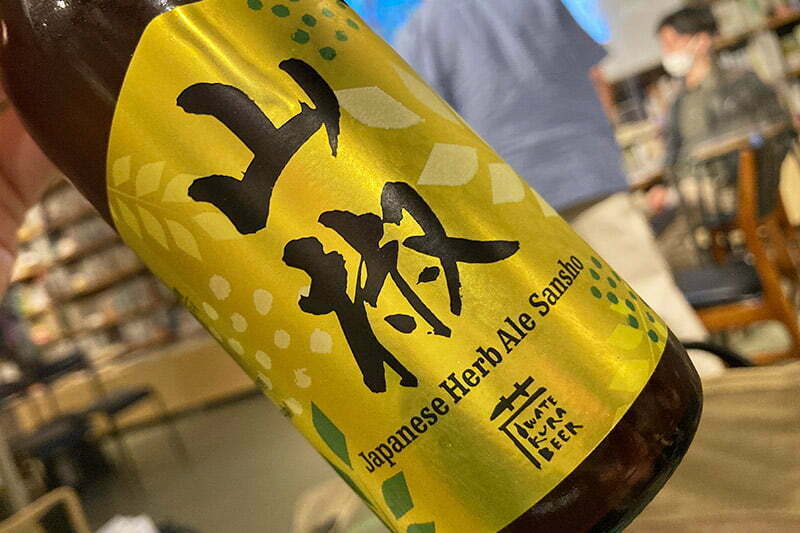 山椒
Japanese Herb Ale Sansho
IWATE
KURA
BEER